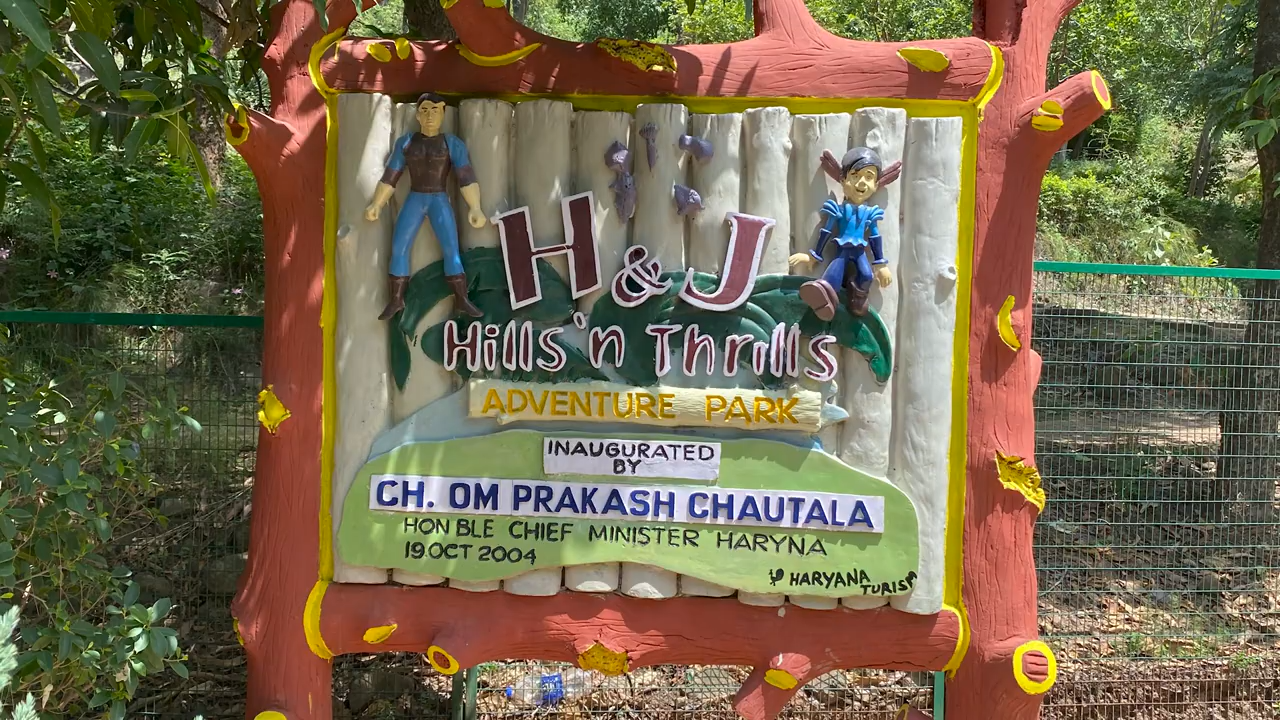 H & J
Hills 'n Thrills
ADVENTURE PARK
INAUGURATED
BY
CH. OM PRAKASH CHAUTALA
HON BLE CHIEF MINISTER HARYNA
19 OCT 2004
HARYANA
TURISM